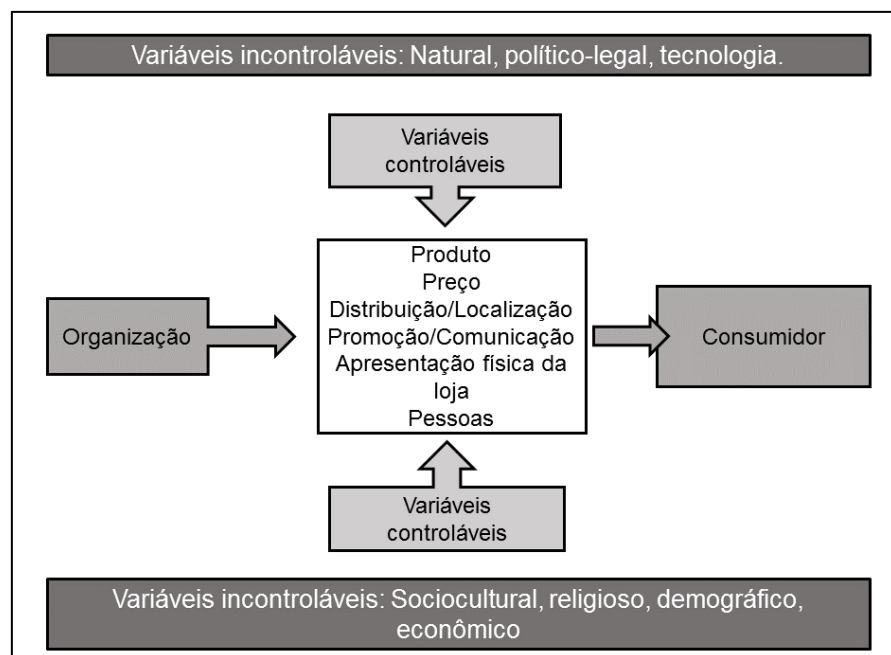 Variáveis incontroláveis: Natural, político-legal, tecnologia.
Variáveis
controláveis
Produto
Preço
Distribuição/Localização
Promoção/Comunicação
Apresentação física da
loja
Pessoas
Organização
Consumidor
Variáveis
controláveis
Variáveis incontroláveis: Sociocultural, religioso, demográfico,
econômico